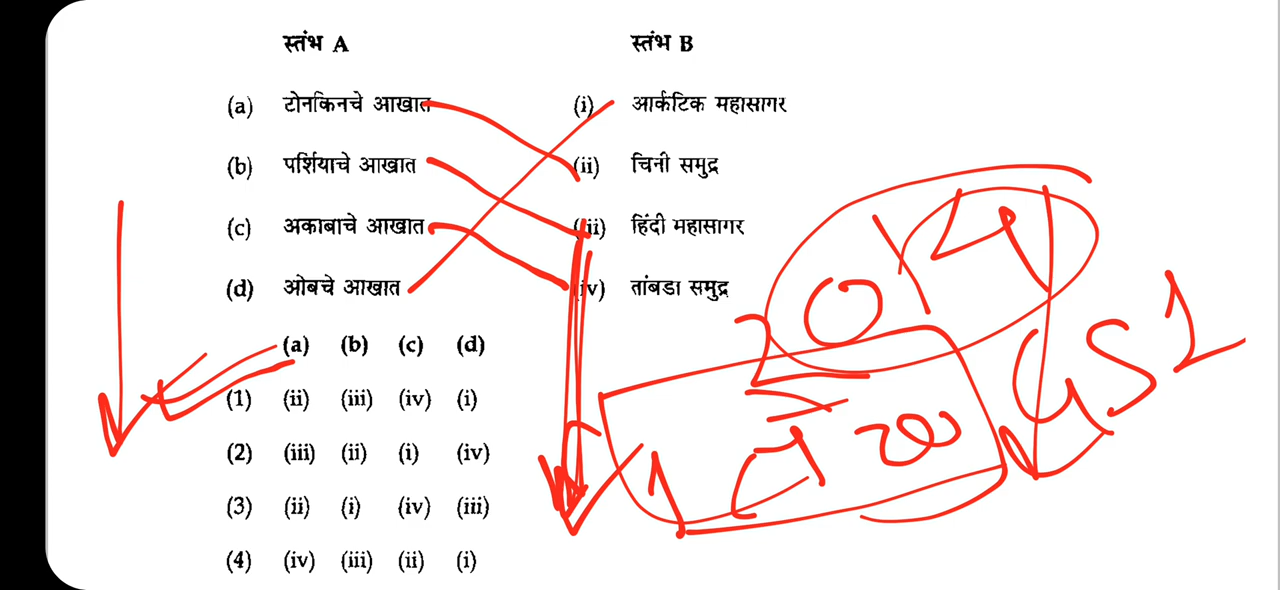 स्तंभ A स्तंभ B
(a) टोनकिनचे आखात (i) आर्कटिक महासागर
(b) पर्शियाचे आखात (ii) चिनी समुद्र
(c) अकाबाचे आखात (iii) हिंदी महासागर
(d) ओबचे आखात (iv) तांबडा समुद्र
(a) (b) (c) (d)
(1) (ii) (iii) (iv) (i)
(2) (iii) (ii) (i) (iv)
(3) (ii) (i) (iv) (iii)
(4) (iv) (iii) (ii) (i)
GS1